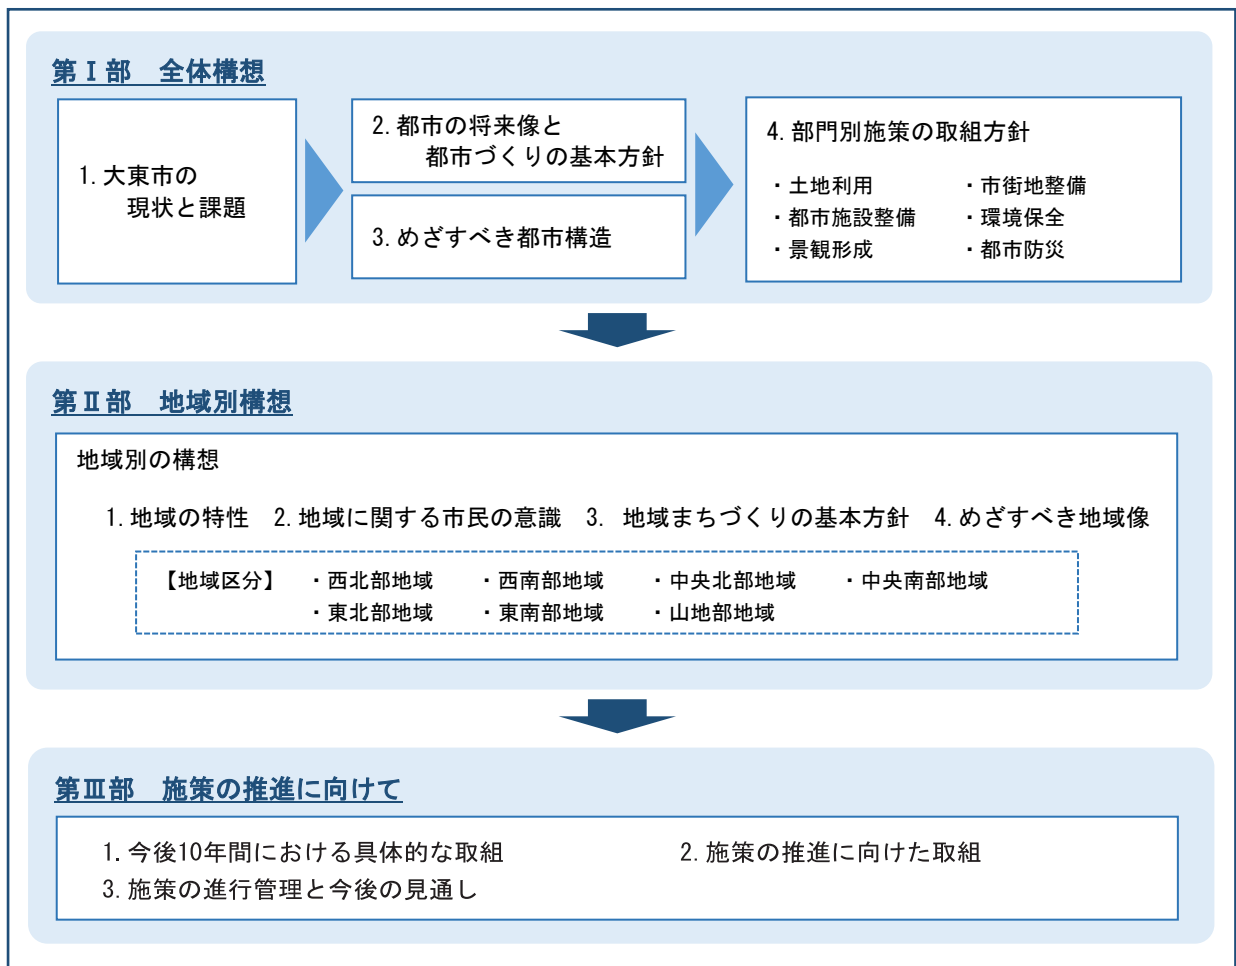 第Ⅰ部　全体構想
1.大東市の
現状と課題
2.都市の将来像と
都市づくりの基本方針
3.めざすべき都市構造
4.部門別施策の取組方針
・土地利用　・市街地整備
・都市施設整備　・環境保全
・景観形成　・都市防災
第Ⅱ部　地域別構想
地域別の構想
1.地域の特性　2.地域に関する市民の意識　3. 地域まちづくりの基本方針　4.めざすべき地域像
【地域区分】　・西北部地域　・西南部地域　・中央北部地域　・中央南部地域
・東北部地域　・東南部地域　・山地部地域
第Ⅲ部　施策の推進に向けて
1.今後10年間における具体的な取組　2.施策の推進に向けた取組
3.施策の進行管理と今後の見通し